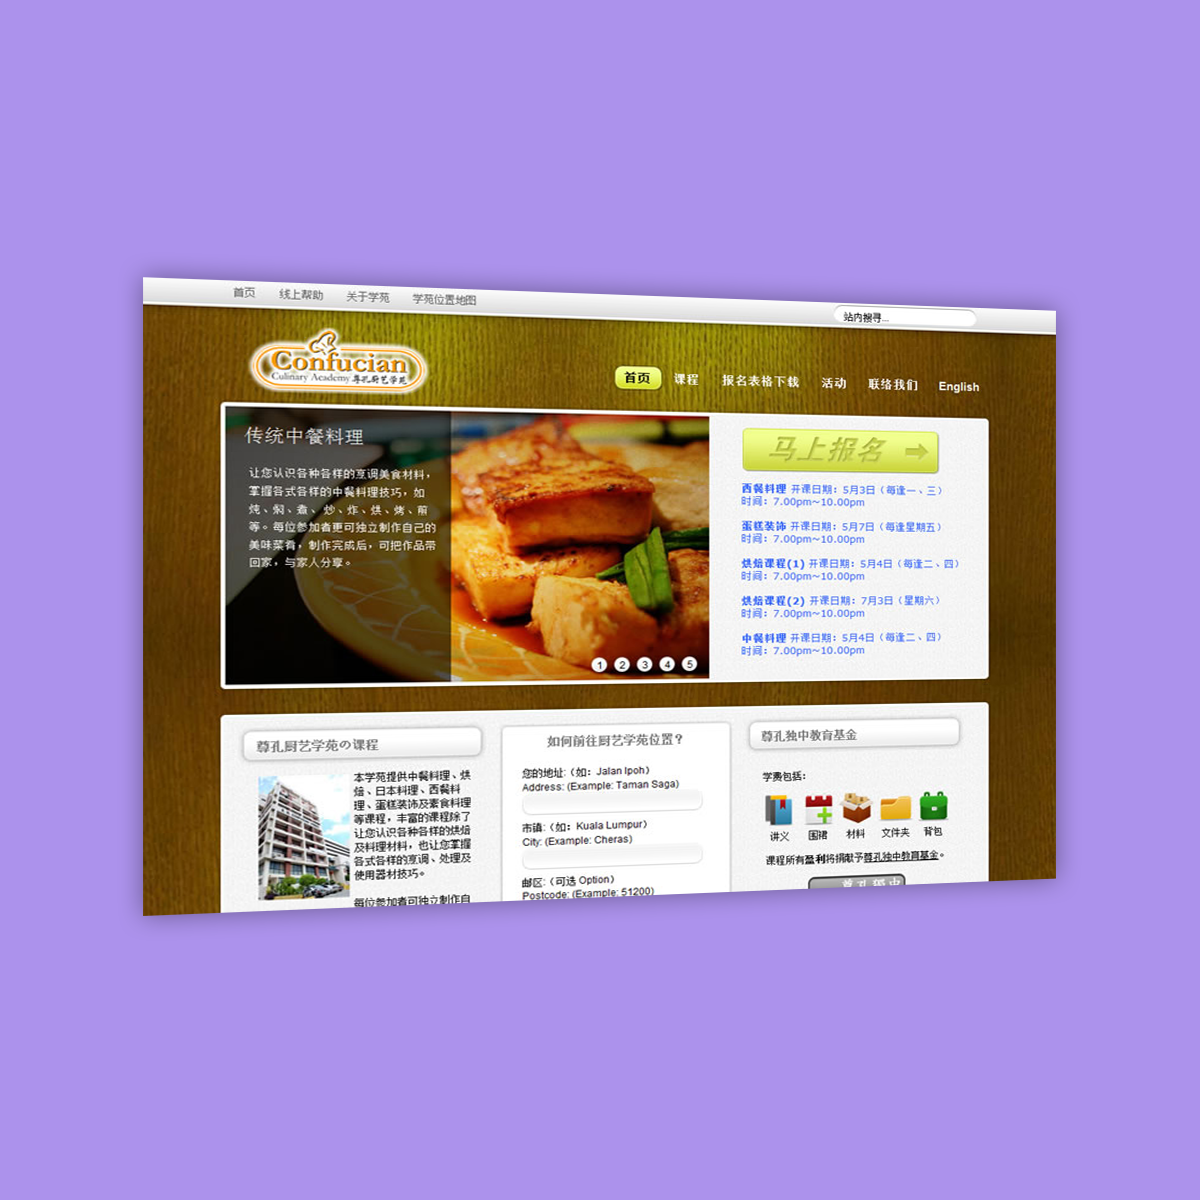 首页 线上帮助 关于学苑 学苑位置地图
站内搜寻...
Confucian
Culinary Academy 尊孔厨艺学苑
首页 课程 报名表格下载 活动 联络我们 English
传统中餐料理
让您认识各种各样的烹调美食材料，
掌握各式各样的中餐料理技巧，如
炖、焖、煮、炒、炸、烘、烤、煎
等。每位参加者更可独立制作自己的
美味菜肴，制作完成后，可把作品带
回家，与家人分享。
1 2 3 4 5
马上报名
西餐料理 开课日期：5月3日（每逢一、三）
时间：7.00pm~10.00pm
蛋糕装饰 开课日期：5月7日（每逢星期五）
时间：7.00pm~10.00pm
烘焙课程(1) 开课日期：5月4日（每逢二、四）
时间：7.00pm~10.00pm
烘焙课程(2) 开课日期：7月3日（星期六）
时间：7.00pm~10.00pm
中餐料理 开课日期：5月4日（每逢二、四）
时间：7.00pm~10.00pm
尊孔厨艺学苑の课程
本学苑提供中餐料理、烘
焙、日本料理、西餐料
理、蛋糕装饰及素食料理
等课程，丰富的课程除了
让您认识各种各样的烘焙
及料理材料，也让您掌握
各式各样的烹调、处理及
使用器材技巧。
每位参加者可独立制作自
如何前往厨艺学苑位置？
您的地址:（如：Jalan Ipoh）
Address: (Example: Taman Saga)
市镇:（如：Kuala Lumpur）
City: (Example: Cheras)
邮区:（可选 Option）
Postcode: (Example: 51200)
尊孔独中教育基金
学费包括：
讲义 围裙 材料 文件夹 背包
课程所有盈利将捐献予尊孔独中教育基金。
尊孔独中